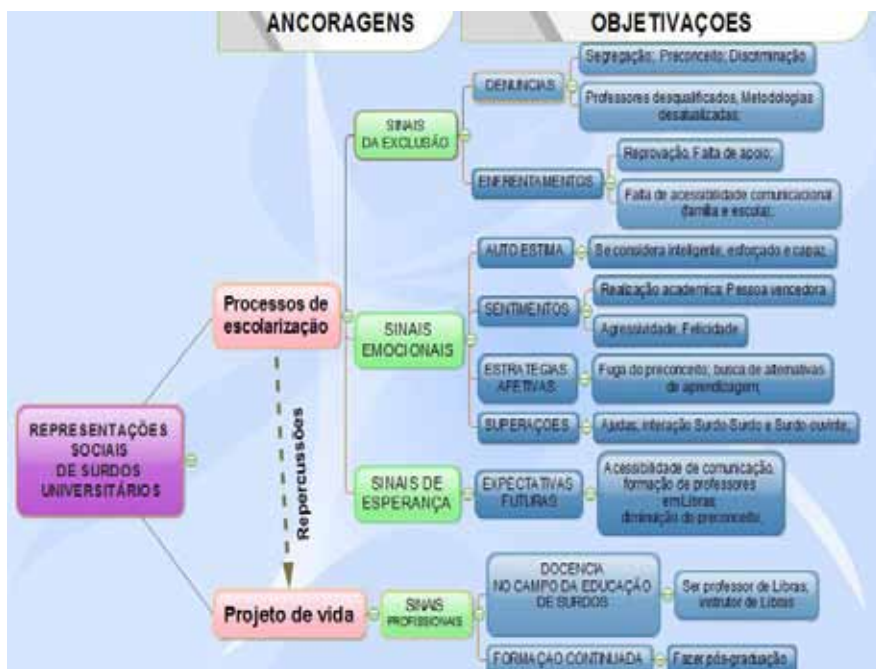 ANCORAGENS
OBJETIVAÇOES
REPRESENTAÇÕES
SOCIAIS
DE SURDOS
UNIVERSITÁRIOS
Processos de
escolarização
Repercussões
Projeto de vida
SINAIS
DA EXCLUSÃO
DENUNCIAS
Segregação; Preconceito; Discriminação
Professores desqualificados, Metodologias
desatualizadas;
ENFRENTAMENTOS
Reprovação, Falta de apoio;
Falta de acessibilidade comunicacional
(família e escola);
SINAIS
EMOCIONAIS
AUTO ESTIMA
Se considera inteligente, esforçado e capaz;
SENTIMENTOS
Realização academica; Pessoa vencedora
Agressividade, Felicidade
ESTRATEGIAS
AFETIVAS
Fuga do preconceito; busca de alternativas
de aprendizagem;
SUPERAÇOES
Ajudas; interação Surdo-Surdo e Surdo-ouvinte;
SINAIS DE
ESPERANÇA
EXPECTATIVAS
FUTURAS
Acessibilidade de comunicação,
formação de professores
em Libras;
diminuição do preconceito;
SINAIS
PROFISSIONAIS
DOCENCIA
NO CAMPO DA EDUCAÇÃO
DE SURDOS
Ser professor de Libras;
instrutor de Libras
FORMAÇAO CONTINUADA
Fazer pós-graduação